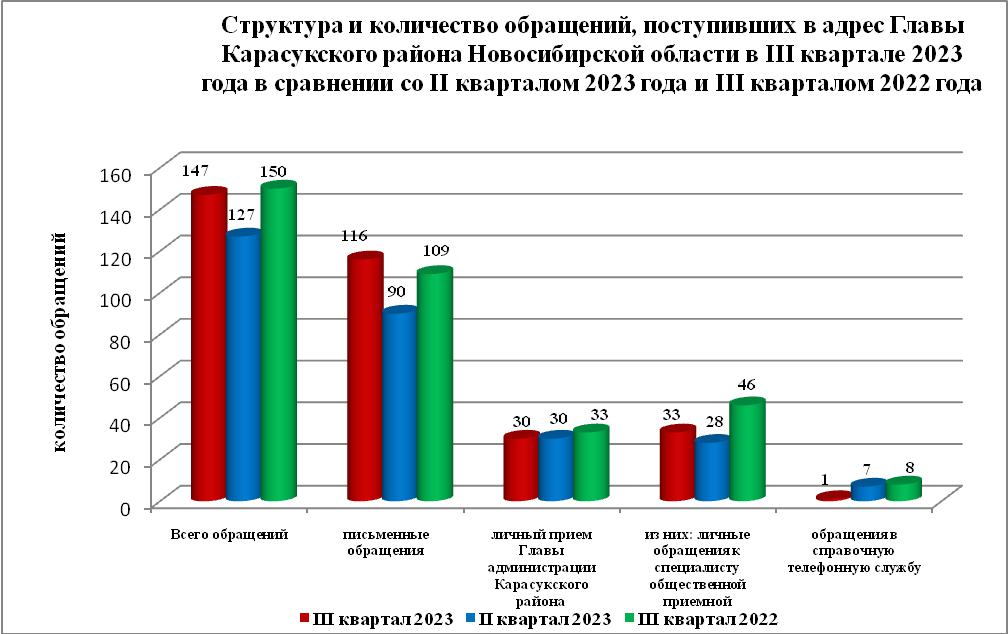 Структура и количество обращений, поступивших в адрес Главы
Карасукского района Новосибирской области в III квартале 2023
года в сравнении со II кварталом 2023 года и III кварталом 2022 года
количество обращений
160
140
120
100
80
60
40
20
0
147
127
150
116
90
109
30
30
33
33
28
46
1
7
8
Всего обращений
письменные
обращения
личный прием
Главы
администрации
Карасукского
района
из них: личные
обращения к
специалисту
общественной
приемной
обращения в
справочную
телефонную службу
III квартал 2023
II квартал 2023
III квартал 2022